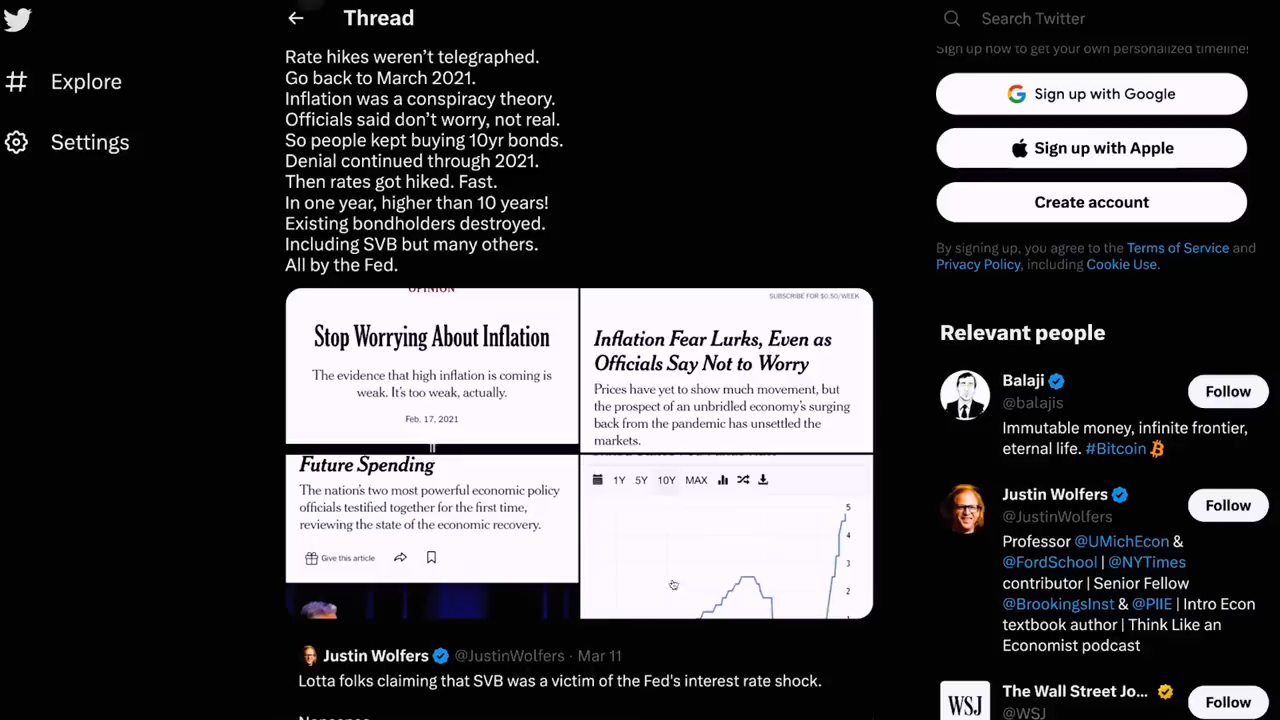 Thread
Search Twitter
Explore
Settings
Rate hikes weren't telegraphed.
Go back to March 2021.
Inflation was a conspiracy theory.
Officials said don't worry, not real.
So people kept buying 10yr bonds.
Denial continued through 2021.
Then rates got hiked. Fast.
In one year, higher than 10 years!
Existing bondholders destroyed.
Including SVB but many others.
All by the Fed.
OPINION
Stop Worrying About Inflation
The evidence that high inflation is coming is
weak. It's too weak, actually.
Feb. 17, 2021
SUBSCRIBE FOR $0.50/WEEK
Inflation Fear Lurks, Even as
Officials Say Not to Worry
Prices have yet to show much movement, but
the prospect of an unbridled economy's surging
back from the pandemic has unsettled the
markets.
Future Spending
The nation's two most powerful economic policy
officials testified together for the first time,
reviewing the state of the economic recovery.
Give this article
1Y 5Y 10Y MAX
5
4
3
2
1
Justin Wolfers @JustinWolfers · Mar 11
Lotta folks claiming that SVB was a victim of the Fed's interest rate shock.
Sign up now to get your own personalized timeline!
Sign up with Google
Sign up with Apple
Create account
By signing up, you agree to the Terms of Service and
Privacy Policy, including Cookie Use.
Relevant people
Balaji
@balajis
Follow
Immutable money, infinite frontier,
eternal life. #Bitcoin
Justin Wolfers
@JustinWolfers
Follow
Professor @UMichEcon &
@FordSchool | @NYTimes
contributor | Senior Fellow
@BrookingsInst & @PIIE | Intro Econ
textbook author | Think Like an
Economist podcast
WSJ
The Wall Street Jo...
@WSJ
Follow